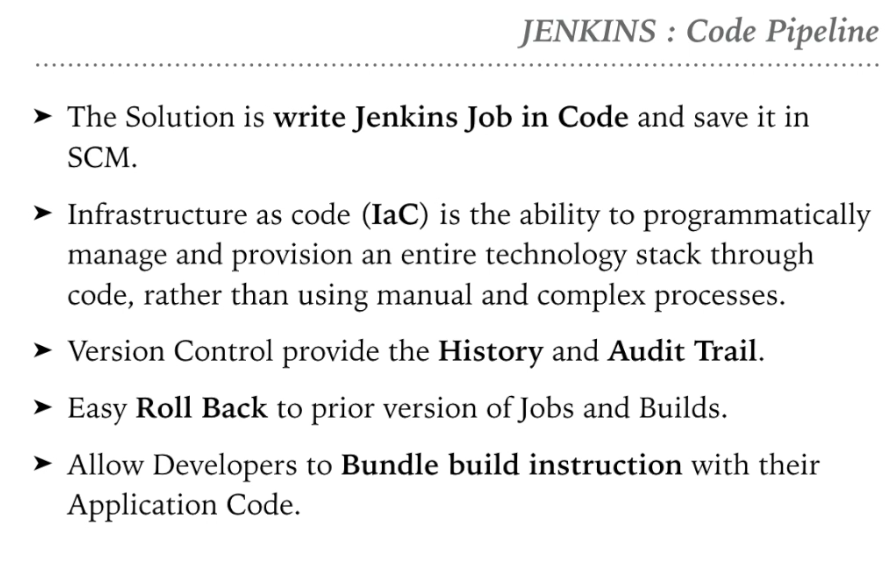 JENKINS : Code Pipeline
➤ The Solution is write Jenkins Job in Code and save it in
SCM.
➤ Infrastructure as code (IaC) is the ability to programmatically
manage and provision an entire technology stack through
code, rather than using manual and complex processes.
➤ Version Control provide the History and Audit Trail.
➤ Easy Roll Back to prior version of Jobs and Builds.
➤ Allow Developers to Bundle build instruction with their
Application Code.